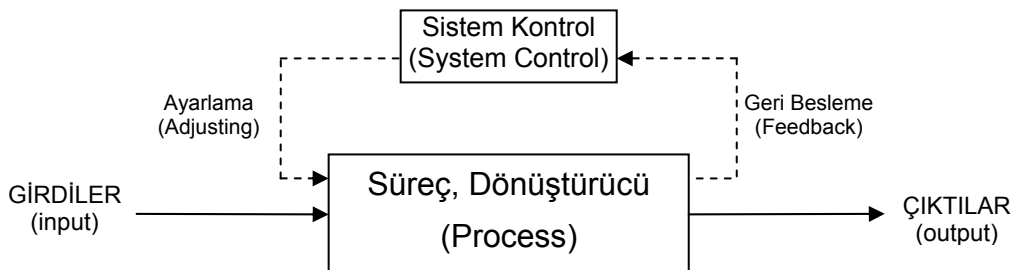 Sistem Kontrol
(System Control)
Ayarlama
(Adjusting)
Geri Besleme
(Feedback)
GİRDİLER
(input)
Süreç, Dönüştürücü
(Process)
ÇIKTILAR
(output)